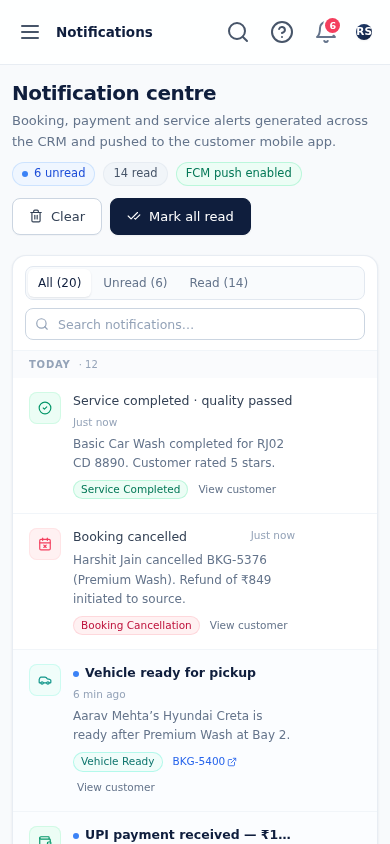 Notifications
6
RS
Notification centre
Booking, payment and service alerts generated across
the CRM and pushed to the customer mobile app.
6 unread
14 read
FCM push enabled
Clear
Mark all read
All (20)
Unread (6)
Read (14)
Search notifications...
TODAY · 12
Service completed · quality passed
Just now
Basic Car Wash completed for RJ02
CD 8890. Customer rated 5 stars.
Service Completed
View customer
Booking cancelled
Just now
Harshit Jain cancelled BKG-5376
(Premium Wash). Refund of ₹849
initiated to source.
Booking Cancellation
View customer
Vehicle ready for pickup
6 min ago
Aarav Mehta’s Hyundai Creta is
ready after Premium Wash at Bay 2.
Vehicle Ready
BKG-5400
View customer
UPI payment received — ₹1…